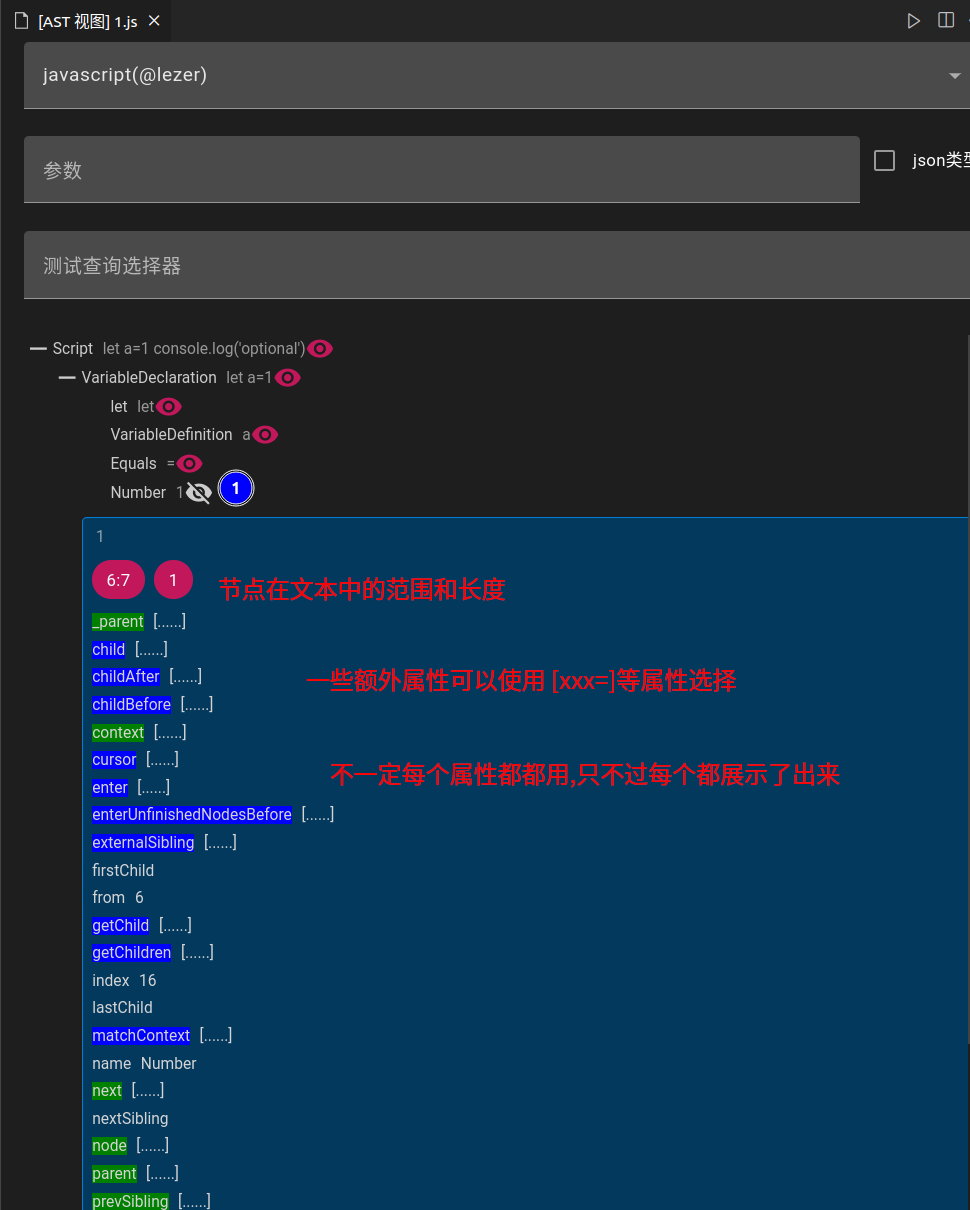 [AST 视图] 1.js
javascript(@lezer)
参数
json类型
测试查询选择器
Script let a=1 console.log('optional')
VariableDeclaration let a=1
let let
VariableDefinition a
Equals =
Number 1 1
1
6:7 1 节点在文本中的范围和长度
_parent [......]
child [......]
childAfter [......] 一些额外属性可以使用 [xxx=]等属性选择
childBefore [......]
context [......]
cursor [......] 不一定每个属性都都用,只不过每个都展示了出来
enter [......]
enterUnfinishedNodesBefore [......]
externalSibling [......]
firstChild
from 6
getChild [......]
getChildren [......]
index 16
lastChild
matchContext [......]
name Number
next [......]
nextSibling
node [......]
parent [......]
prevSibling [......]